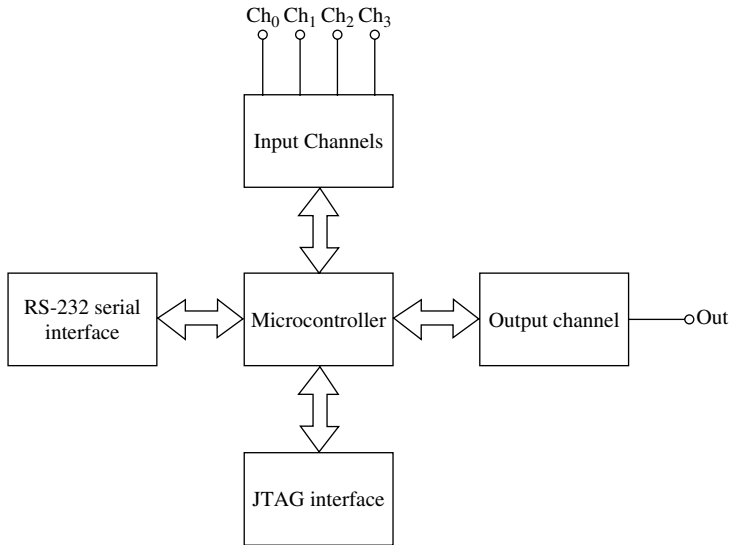 Ch0 Ch1 Ch2 Ch3
Input Channels
RS-232 serial
interface
Microcontroller
Output channel
Out
JTAG interface